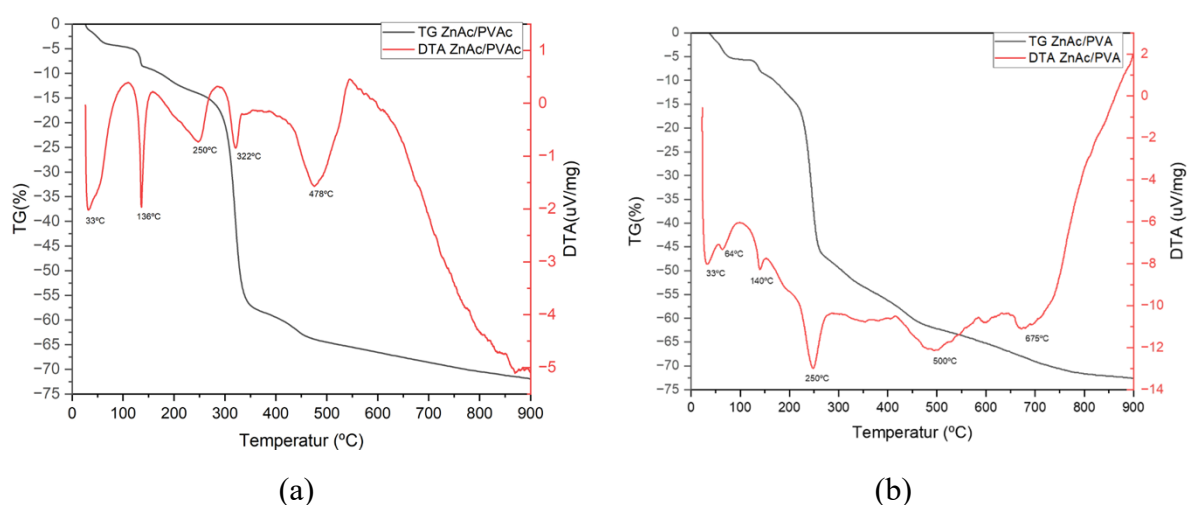 TG ZnAc/PVAc
DTA ZnAc/PVAc
TG(%)
0
−5
−10
−15
−20
−25
−30
−35
−40
−45
−50
−55
−60
−65
−70
−75
33ºC
136ºC
250ºC
322ºC
478ºC
1
0
−1
−2
−3
−4
−5
DTA(uV/mg)
0 100 200 300 400 500 600 700 800 900
Temperatur (ºC)
(a)
TG ZnAc/PVA
DTA ZnAc/PVA
TG(%)
0
−5
−10
−15
−20
−25
−30
−35
−40
−45
−50
−55
−60
−65
−70
−75
33ºC
64ºC
140ºC
250ºC
500ºC
675ºC
2
0
−2
−4
−6
−8
−10
−12
−14
DTA (uV/mg)
0 100 200 300 400 500 600 700 800 900
Temperatur (ºC)
(b)